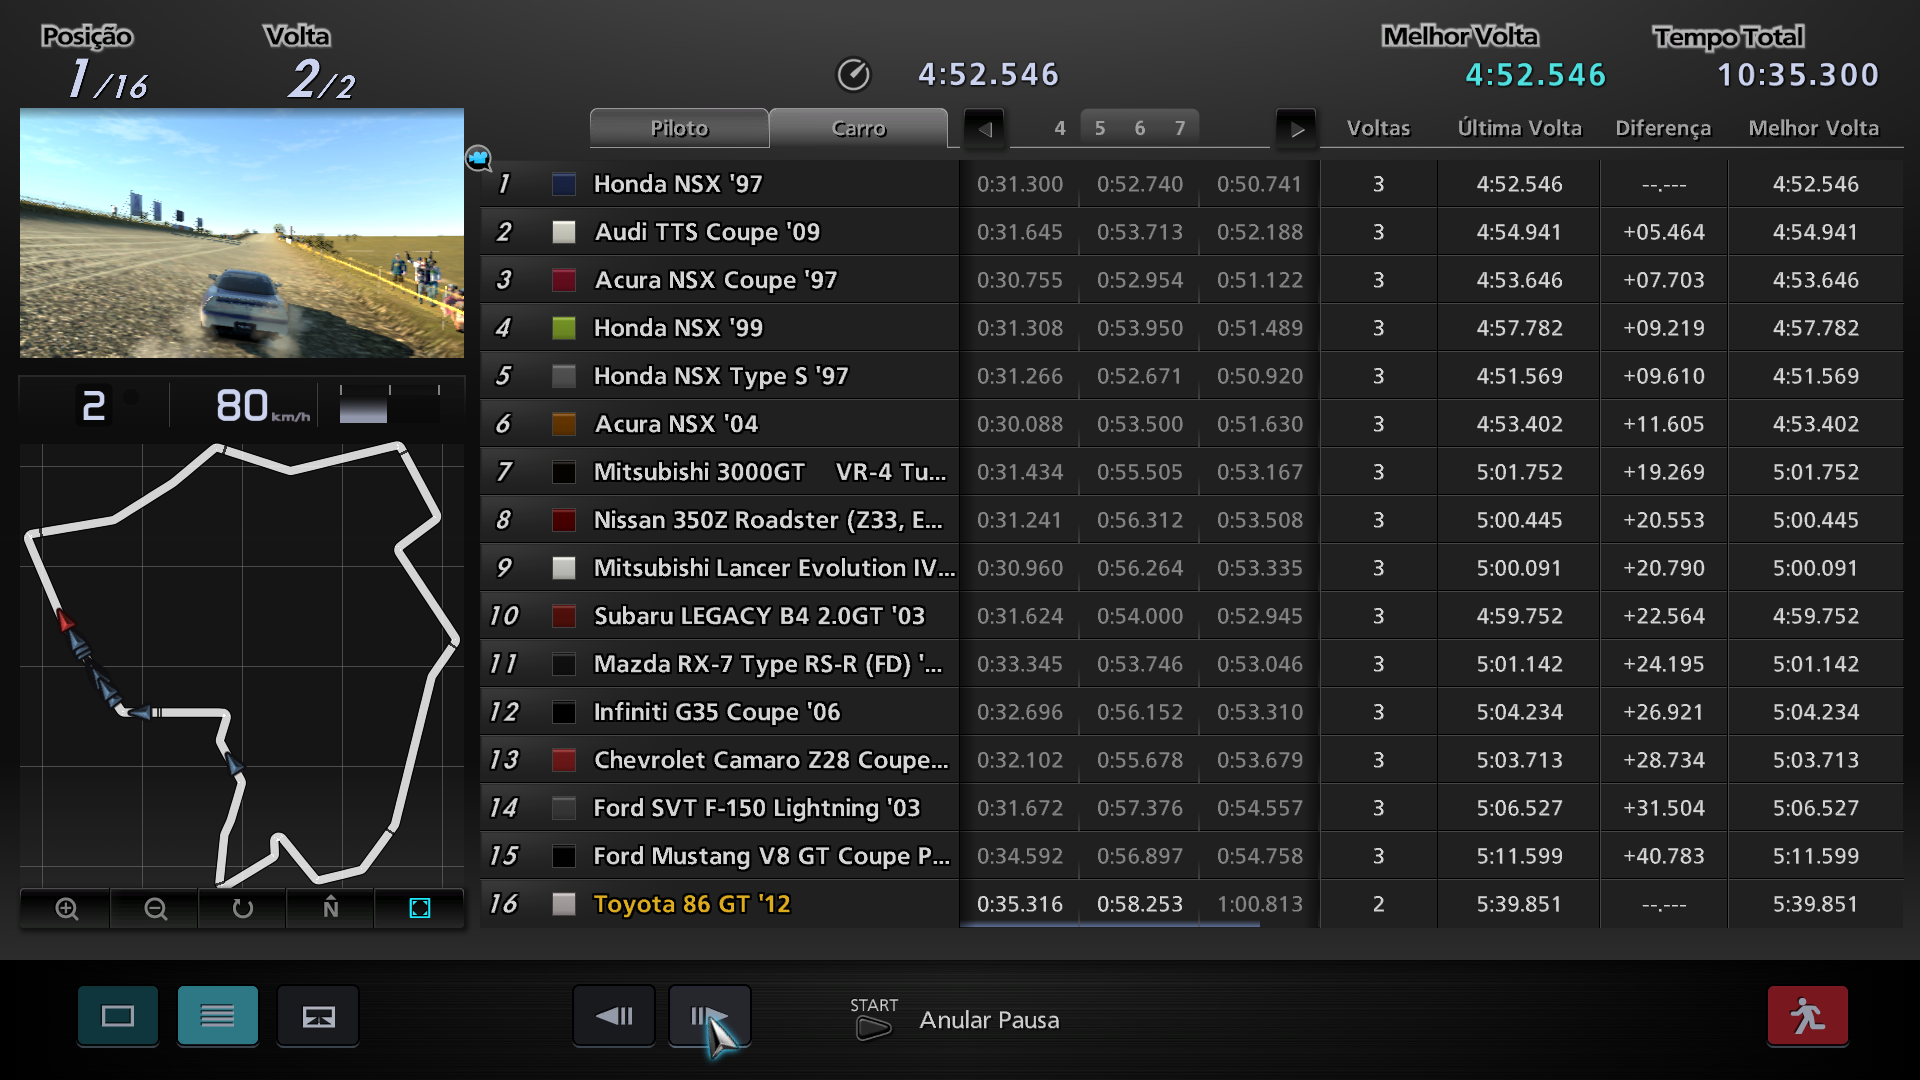 Posição Volta Melhor Volta Tempo Total
1/16 2/2 4:52.546 4:52.546 10:35.300
Piloto Carro 4 5 6 7 Voltas Última Volta Diferença Melhor Volta
1 Honda NSX '97 0:31.300 0:52.740 0:50.741 3 4:52.546 --.--- 4:52.546
2 Audi TTS Coupe '09 0:31.645 0:53.713 0:52.188 3 4:54.941 +05.464 4:54.941
3 Acura NSX Coupe '97 0:30.755 0:52.954 0:51.122 3 4:53.646 +07.703 4:53.646
4 Honda NSX '99 0:31.308 0:53.950 0:51.489 3 4:57.782 +09.219 4:57.782
5 Honda NSX Type S '97 0:31.266 0:52.671 0:50.920 3 4:51.569 +09.610 4:51.569
6 Acura NSX '04 0:30.088 0:53.500 0:51.630 3 4:53.402 +11.605 4:53.402
7 Mitsubishi 3000GT VR-4 Tu... 0:31.434 0:55.505 0:53.167 3 5:01.752 +19.269 5:01.752
8 Nissan 350Z Roadster (Z33, E... 0:31.241 0:56.312 0:53.508 3 5:00.445 +20.553 5:00.445
9 Mitsubishi Lancer Evolution IV... 0:30.960 0:56.264 0:53.335 3 5:00.091 +20.790 5:00.091
10 Subaru LEGACY B4 2.0GT '03 0:31.624 0:54.000 0:52.945 3 4:59.752 +22.564 4:59.752
11 Mazda RX-7 Type RS-R (FD) '... 0:33.345 0:53.746 0:53.046 3 5:01.142 +24.195 5:01.142
12 Infiniti G35 Coupe '06 0:32.696 0:56.152 0:53.310 3 5:04.234 +26.921 5:04.234
13 Chevrolet Camaro Z28 Coupe... 0:32.102 0:55.678 0:53.679 3 5:03.713 +28.734 5:03.713
14 Ford SVT F-150 Lightning '03 0:31.672 0:57.376 0:54.557 3 5:06.527 +31.504 5:06.527
15 Ford Mustang V8 GT Coupe P... 0:34.592 0:56.897 0:54.758 3 5:11.599 +40.783 5:11.599
16 Toyota 86 GT '12 0:35.316 0:58.253 1:00.813 2 5:39.851 --.--- 5:39.851
2 80 km/h
N
START
Anular Pausa